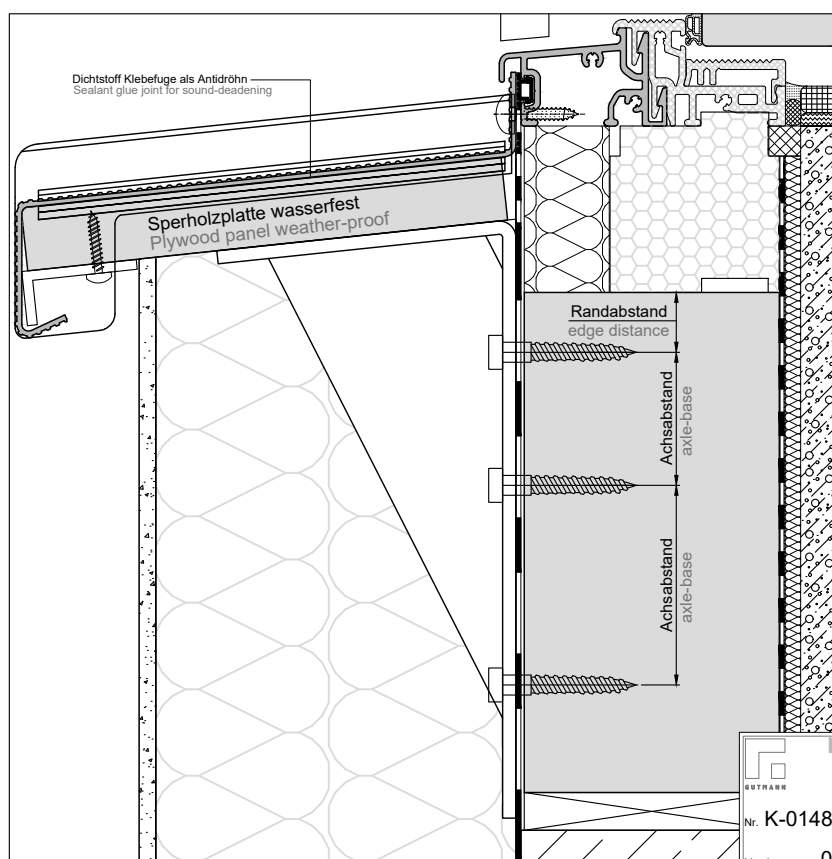 Dichtstoff Klebefuge als Antidröhn
Sealant glue joint for sound-deadening
Sperholzplatte wasserfest
Plywood panel weather-proof
Randabstand
edge distance
Achsabstand
axle-base
Achsabstand
axle-base
GUTMANN
Nr. K-0148